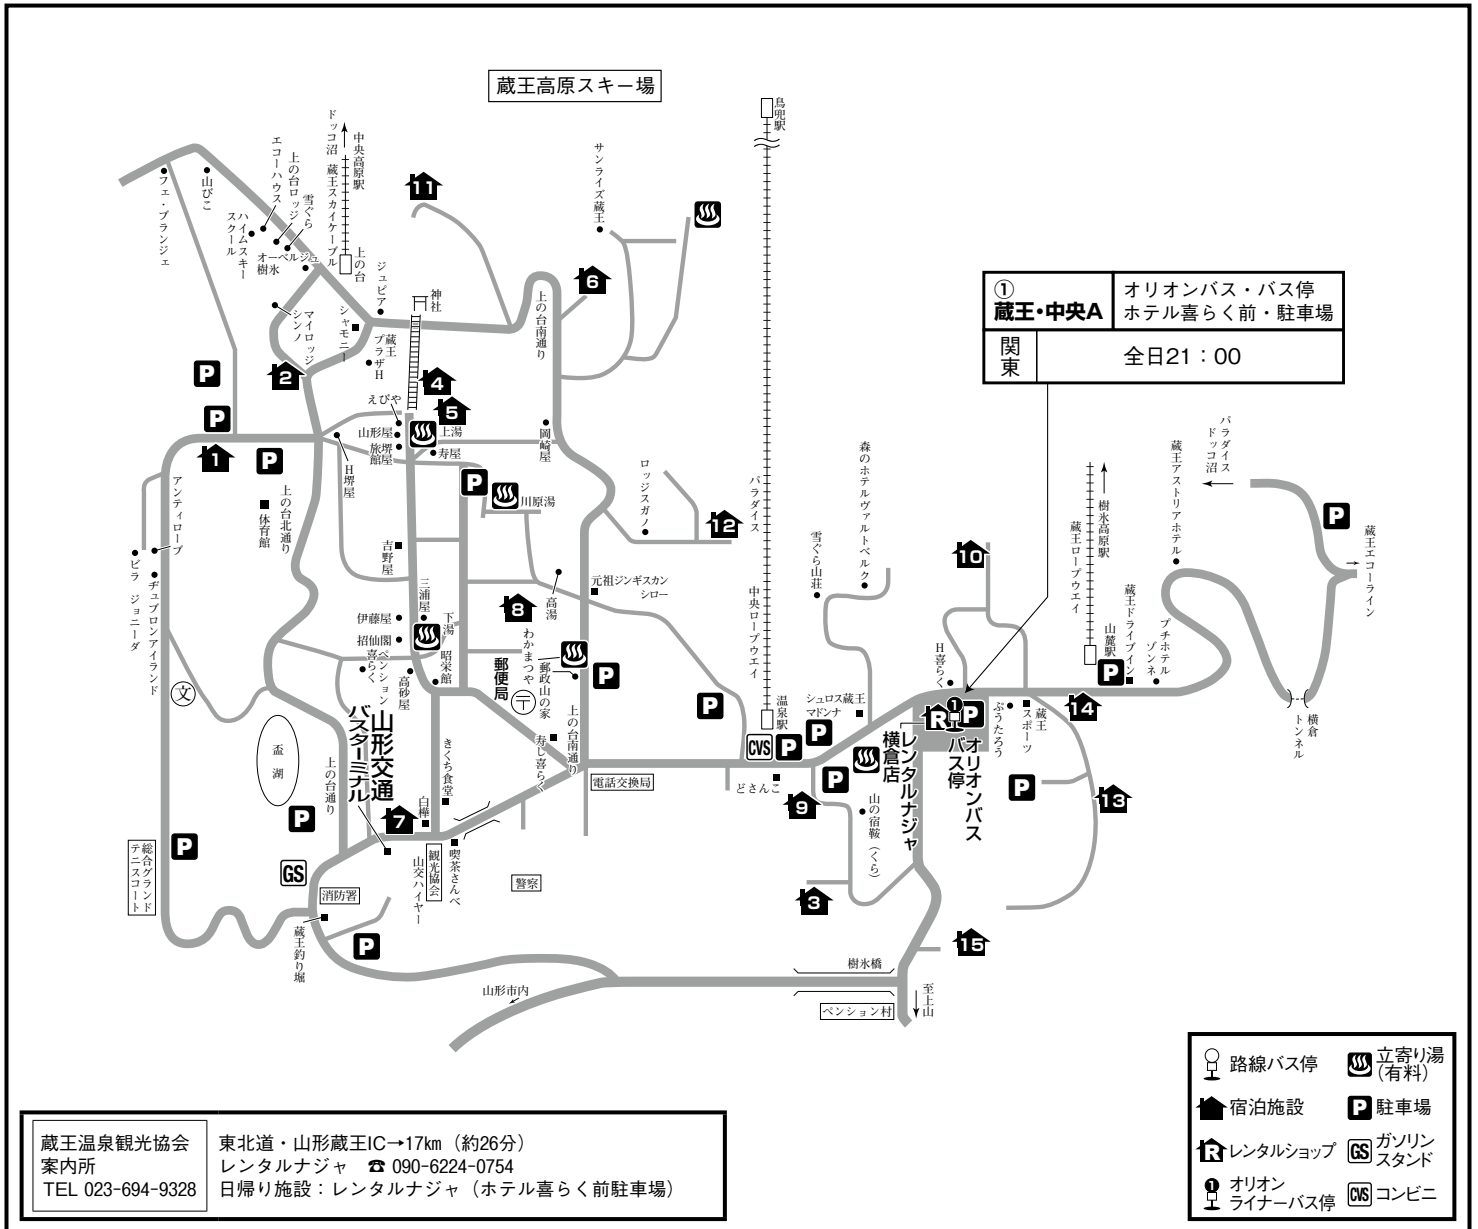 蔵王高原スキー場
鳥兜駅
ドッコ沼
中央高原駅
蔵王スカイケーブル
上の台
エコーハウス
上の台ロッジ
雪ぐら
山びこ
フェ・ブランジェ
ハイムスキー
スクール
オーベルジュ
樹氷
ジュピア
神社
11
サンライズ蔵王
6
上の台南通り
マイロッジ
シンノ
シャモニー
蔵王
プラザH
2
4
5
えびや
山形屋
堺屋
旅館
上湯
寿屋
H堺屋
岡崎屋
P
P
1
P
P
川原湯
アンティローブ
上の台北通り
体育館
吉野屋
ロッジスガノ
12
パラダイス
中央ロープウエイ
温泉駅
森のホテルヴァルトベルク
雪ぐら山荘
①
蔵王・中央A
オリオンバス・バス停
ホテル喜らく前・駐車場
関東
全日21：00
パラダイス
ドッコ沼
蔵王アストリアホテル
P
蔵王エコーライン
樹氷高原駅
蔵王ロープウエイ
山麓駅
蔵王ドライブイン
プチホテル
ゾンネ
横倉
トンネル
10
ビラ ジョニーダ
デュブロンアイランド
三浦屋
伊藤屋
招仙閣
下湯
昭栄館
ペンション
喜らく
高砂屋
8
高湯
元祖ジンギスカン
シロー
わかまつや
郵便局
〒
郵政山の家
P
上の台南通り
寿し喜らく
文
盃湖
上の台通り
山形交通
バスターミナル
きくち食堂
白樺
7
P
P
電話交換局
P
CVS
P
P
どさんこ
シュロス蔵王
マドンナ
H喜らく
1
P
R
レンタルナジャ
横倉店
オリオンバス
バス停
ぷうたろう
蔵王
スポーツ
P
14
13
P
P
9
山の宿鞍（くら）
3
15
総合グランド
テニスコート
GS
消防署
蔵王釣り堀
P
山交ハイヤー
観光協会
喫茶さんべ
警察
山形市内
樹氷橋
ペンション村
至上山
路線バス停
立寄り湯
(有料)
宿泊施設
P
駐車場
R
レンタルショップ
GS
ガソリン
スタンド
1
オリオン
ライナーバス停
CVS
コンビニ
蔵王温泉観光協会
案内所
TEL 023-694-9328
東北道・山形蔵王IC→17km（約26分）
レンタルナジャ ☎ 090-6224-0754
日帰り施設：レンタルナジャ（ホテル喜らく前駐車場）